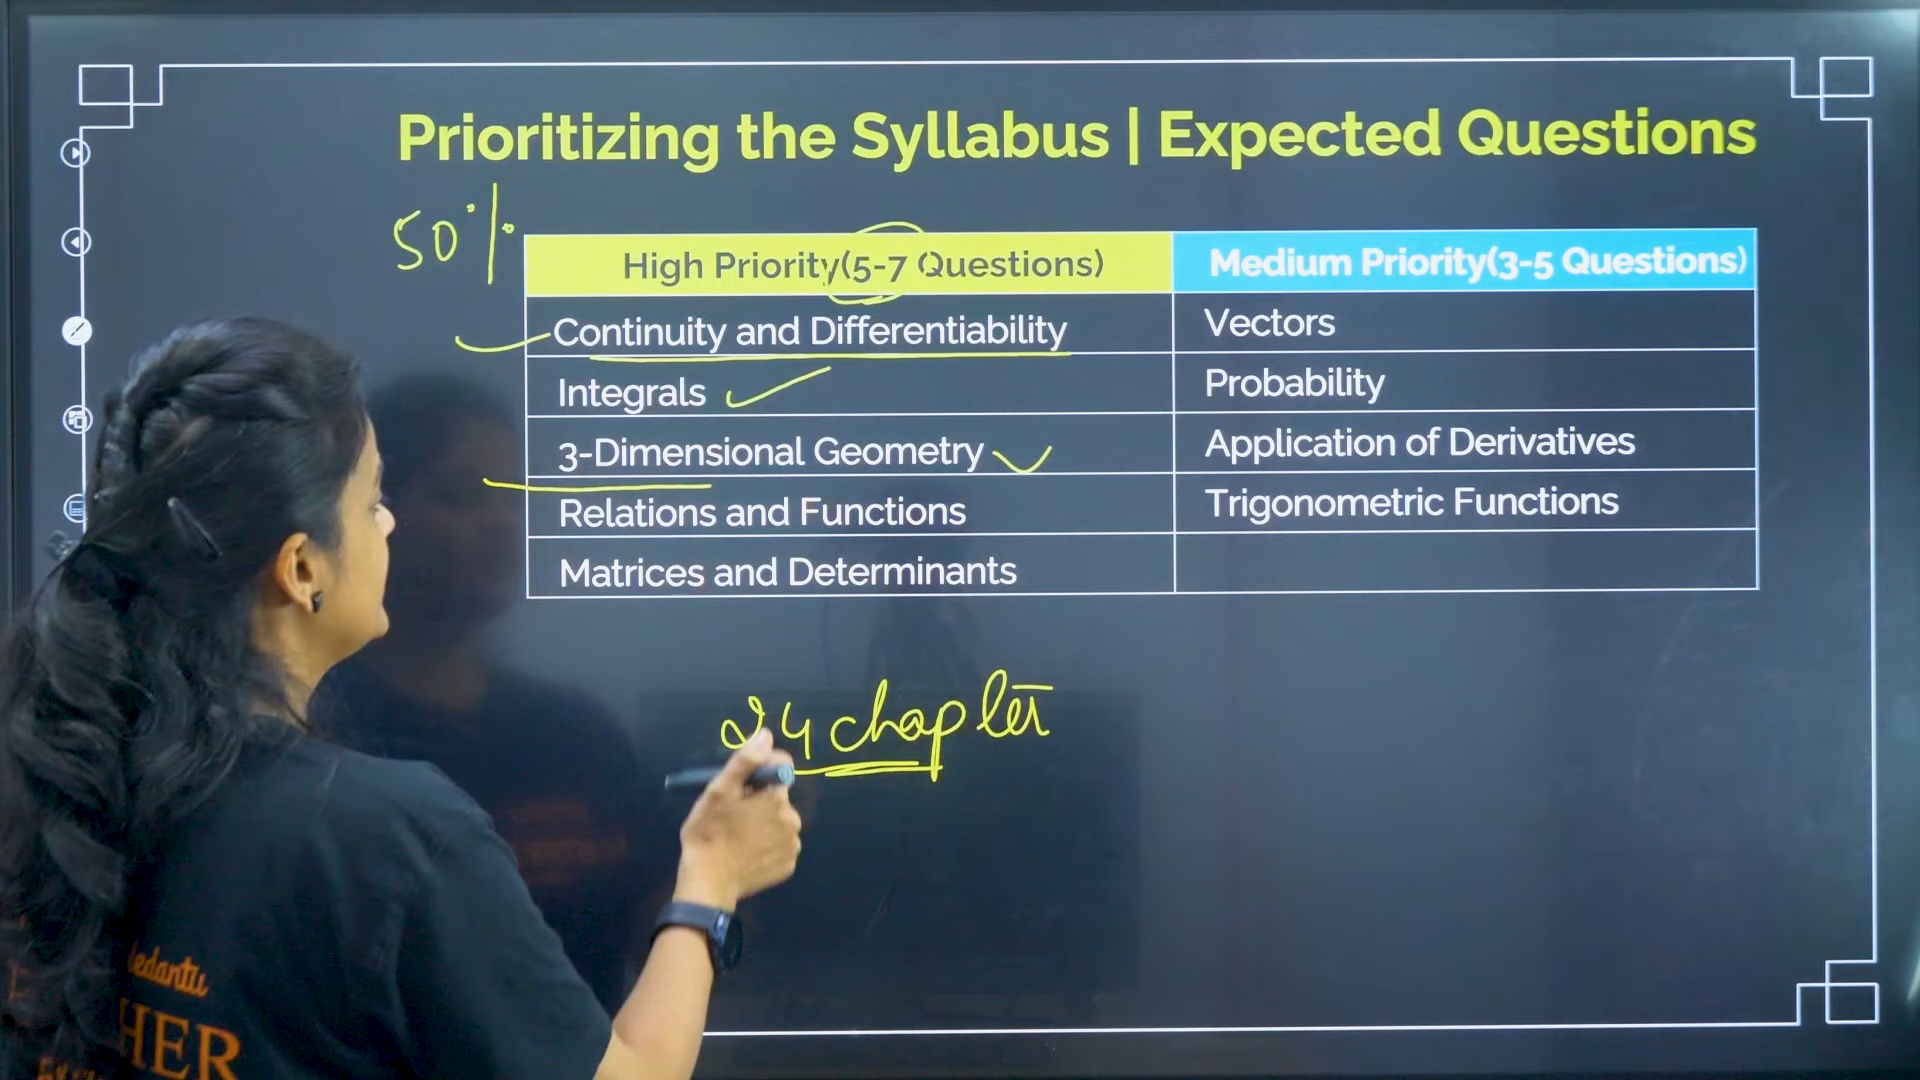 Prioritizing the Syllabus | Expected Questions
50%
High Priority(5-7 Questions)
Medium Priority(3-5 Questions)
Continuity and Differentiability
Vectors
Integrals
Probability
3-Dimensional Geometry
Application of Derivatives
Relations and Functions
Trigonometric Functions
Matrices and Determinants
24 chapter
Vedantu
HER